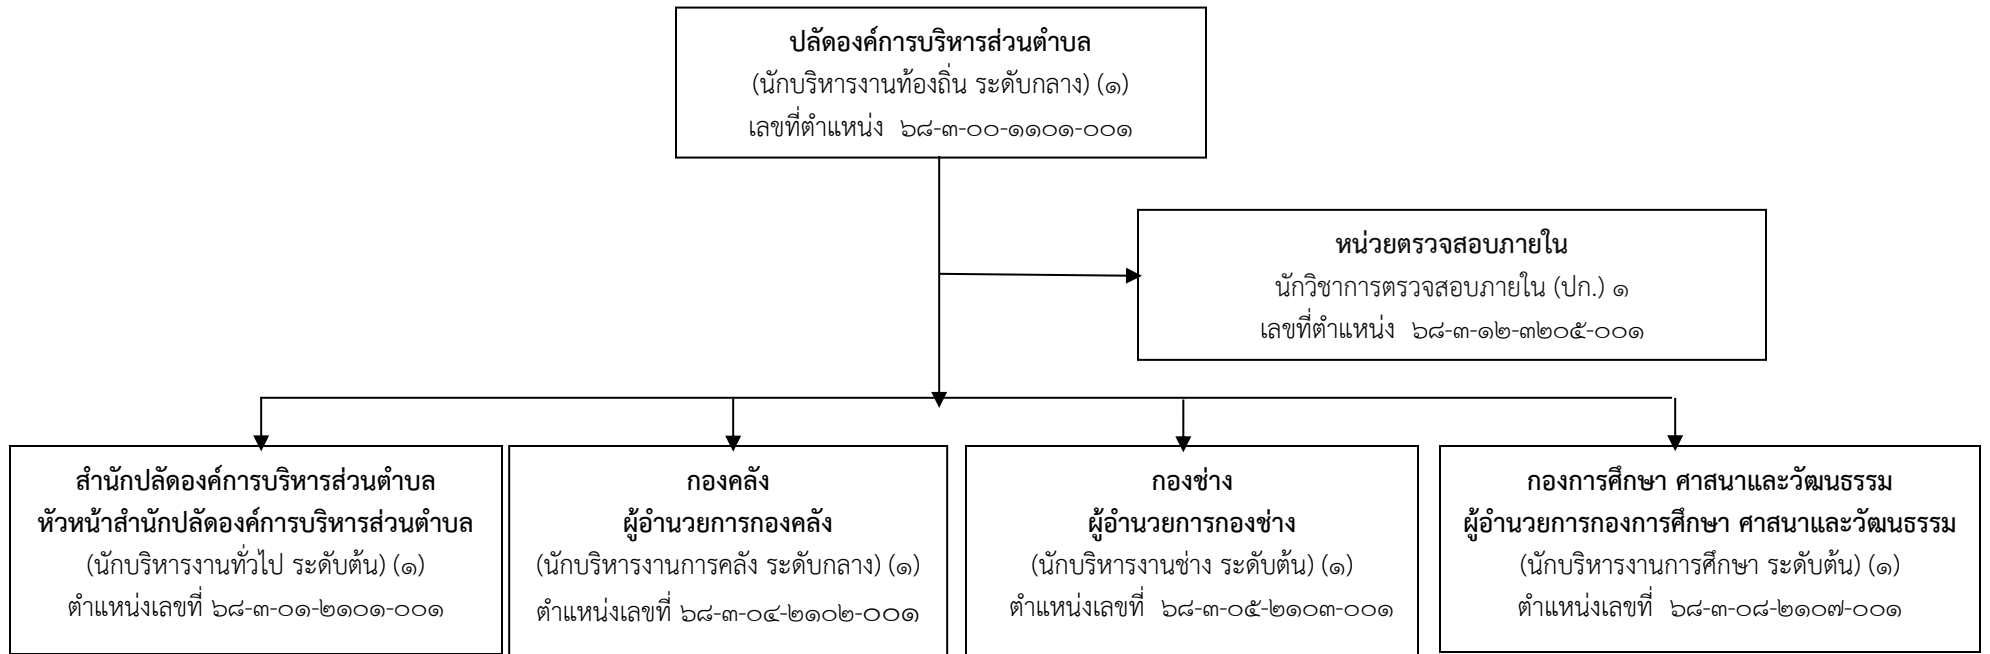 ปลัดองค์การบริหารส่วนตำบล
(นักบริหารงานท้องถิ่น ระดับกลาง) (๑)
เลขที่ตำแหน่ง ๖๘-๓-๐๐-๑๑๐๑-๐๐๑
หน่วยตรวจสอบภายใน
นักวิชาการตรวจสอบภายใน (ปก.) ๑
เลขที่ตำแหน่ง ๖๘-๓-๑๒-๓๒๐๕-๐๐๑
สำนักปลัดองค์การบริหารส่วนตำบล
หัวหน้าสำนักปลัดองค์การบริหารส่วนตำบล
(นักบริหารงานทั่วไป ระดับต้น) (๑)
ตำแหน่งเลขที่ ๖๘-๓-๐๑-๒๑๐๑-๐๐๑
กองคลัง
ผู้อำนวยการกองคลัง
(นักบริหารงานการคลัง ระดับกลาง) (๑)
ตำแหน่งเลขที่ ๖๘-๓-๐๔-๒๑๐๒-๐๐๑
กองช่าง
ผู้อำนวยการกองช่าง
(นักบริหารงานช่าง ระดับต้น) (๑)
ตำแหน่งเลขที่ ๖๘-๓-๐๕-๒๑๐๓-๐๐๑
กองการศึกษา ศาสนาและวัฒนธรรม
ผู้อำนวยการกองการศึกษา ศาสนาและวัฒนธรรม
(นักบริหารงานการศึกษา ระดับต้น) (๑)
ตำแหน่งเลขที่ ๖๘-๓-๐๘-๒๑๐๗-๐๐๑